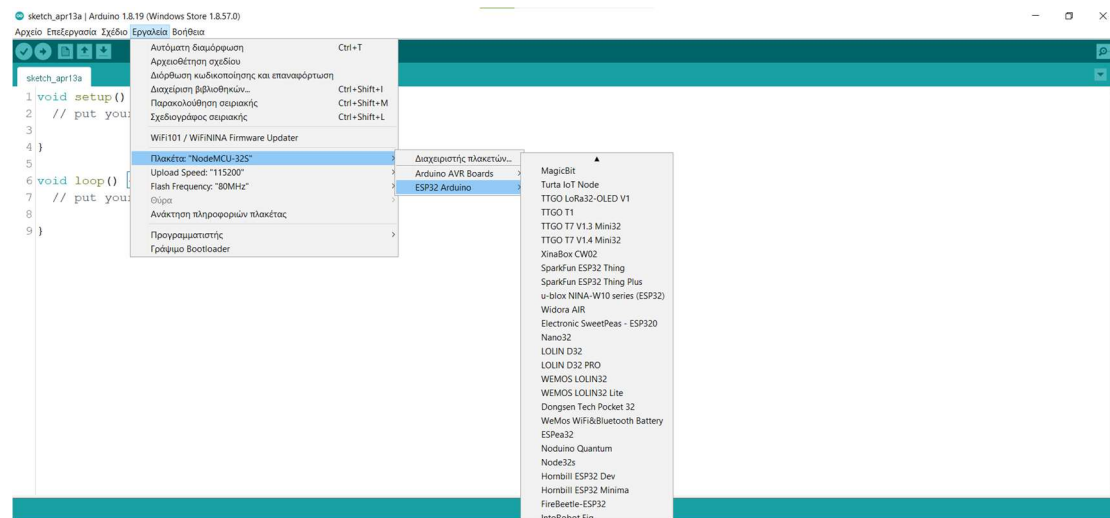 sketch_apr13a | Arduino 1.8.19 (Windows Store 1.8.57.0)
Αρχείο Επεξεργασία Σχέδιο Εργαλεία Βοήθεια
sketch_apr13a
1 void setup()
2 // put your
3
4 }
5
6 void loop() {
7 // put your
8
9 }
Αυτόματη διαμόρφωση Ctrl+T
Αρχειοθέτηση σχεδίου
Διόρθωση κωδικοποίησης και επαναφόρτωση
Διαχείριση βιβλιοθηκών... Ctrl+Shift+I
Παρακολούθηση σειριακής Ctrl+Shift+M
Σχεδιογράφος σειριακής Ctrl+Shift+L
WiFi101 / WiFiNINA Firmware Updater
Πλακέτα: "NodeMCU-32S"
Upload Speed: "115200"
Flash Frequency: "80MHz"
Θύρα
Ανάκτηση πληροφοριών πλακέτας
Προγραμματιστής
Γράψιμο Bootloader
Διαχειριστής πλακετών...
Arduino AVR Boards
ESP32 Arduino
MagicBit
Turta IoT Node
TTGO LoRa32-OLED V1
TTGO T1
TTGO T7 V1.3 Mini32
TTGO T7 V1.4 Mini32
XinaBox CW02
SparkFun ESP32 Thing
SparkFun ESP32 Thing Plus
u-blox NINA-W10 series (ESP32)
Widora AIR
Electronic SweetPeas - ESP320
Nano32
LOLIN D32
LOLIN D32 PRO
WEMOS LOLIN32
WEMOS LOLIN32 Lite
Dongsen Tech Pocket 32
WeMos WiFi&Bluetooth Battery
ESPea32
Noduino Quantum
Node32s
Hornbill ESP32 Dev
Hornbill ESP32 Minima
FireBeetle-ESP32
IntoRobot Fig